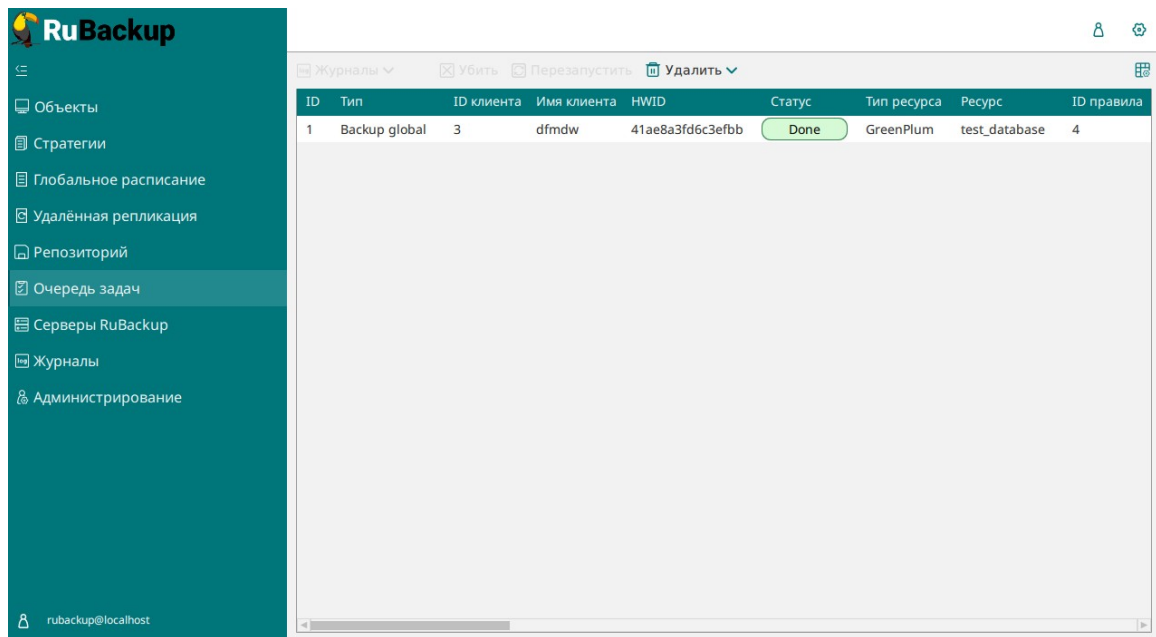 RuBackup
Журналы Убить Перезапустить Удалить
Объекты
Стратегии
Глобальное расписание
Удалённая репликация
Репозиторий
Очередь задач
Серверы RuBackup
Журналы
Администрирование
rubackup@localhost
ID Тип ID клиента Имя клиента HWID Статус Тип ресурса Ресурс ID правила
1 Backup global 3 dfmdw 41ae8a3fd6c3efbb Done GreenPlum test_database 4